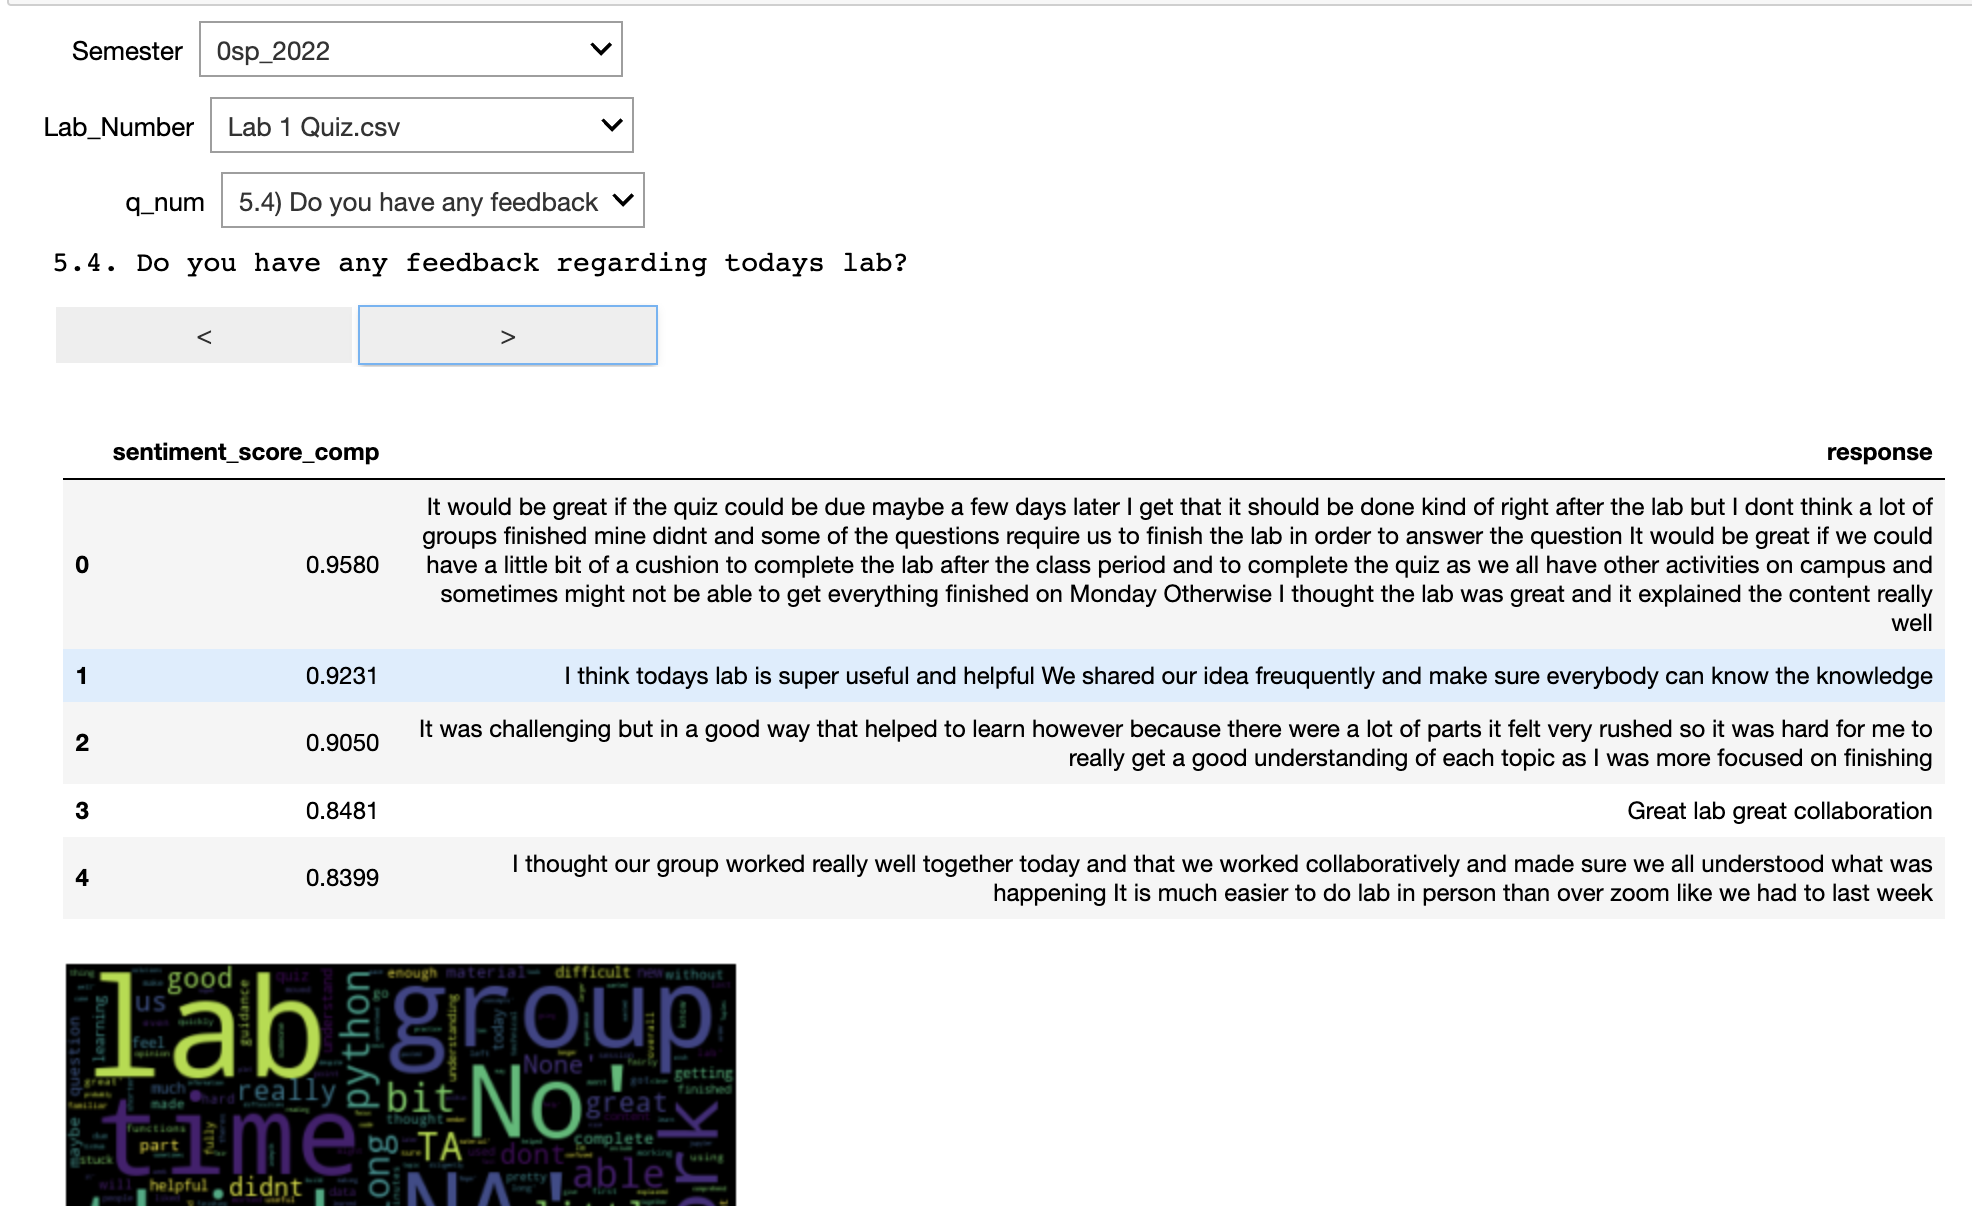 Semester 0sp_2022
Lab_Number Lab 1 Quiz.csv
q_num 5.4) Do you have any feedback
5.4. Do you have any feedback regarding todays lab?
< >
sentiment_score_comp response
0 0.9580 It would be great if the quiz could be due maybe a few days later I get that it should be done kind of right after the lab but I dont think a lot of
groups finished mine didnt and some of the questions require us to finish the lab in order to answer the question It would be great if we could
have a little bit of a cushion to complete the lab after the class period and to complete the quiz as we all have other activities on campus and
sometimes might not be able to get everything finished on Monday Otherwise I thought the lab was great and it explained the content really
well
1 0.9231 I think todays lab is super useful and helpful We shared our idea freuquently and make sure everybody can know the knowledge
2 0.9050 It was challenging but in a good way that helped to learn however because there were a lot of parts it felt very rushed so it was hard for me to
really get a good understanding of each topic as I was more focused on finishing
3 0.8481 Great lab great collaboration
4 0.8399 I thought our group worked really well together today and that we worked collaboratively and made sure we all understood what was
happening It is much easier to do lab in person than over zoom like we had to last week
thing good quiz enough material difficult new without
lab group
us python go
learning guidance understand understanding today overall know
question feel None
much really bit No' great getting
made hard finished
time thought
functions TA complete
maybe part fully used dont working using
stuck able
will helpful didnt pretty
data first